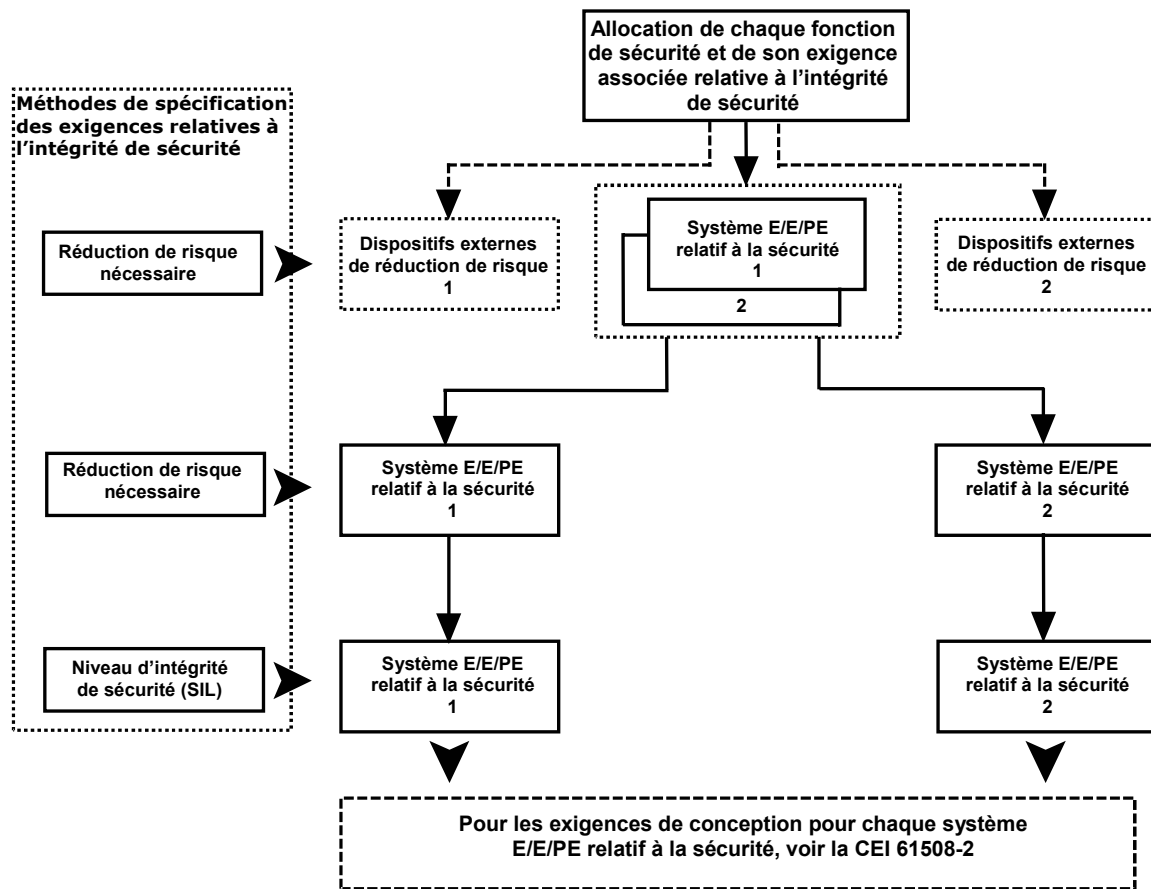 Allocation de chaque fonction
de sécurité et de son exigence
associée relative à l'intégrité
de sécurité
Méthodes de spécification
des exigences relatives à
l'intégrité de sécurité
Réduction de risque
nécessaire
Dispositifs externes
de réduction de risque
1
Système E/E/PE
relatif à la sécurité
1
2
Dispositifs externes
de réduction de risque
2
Réduction de risque
nécessaire
Système E/E/PE
relatif à la sécurité
1
Système E/E/PE
relatif à la sécurité
2
Niveau d'intégrité
de sécurité (SIL)
Système E/E/PE
relatif à la sécurité
1
Système E/E/PE
relatif à la sécurité
2
Pour les exigences de conception pour chaque système
E/E/PE relatif à la sécurité, voir la CEI 61508-2